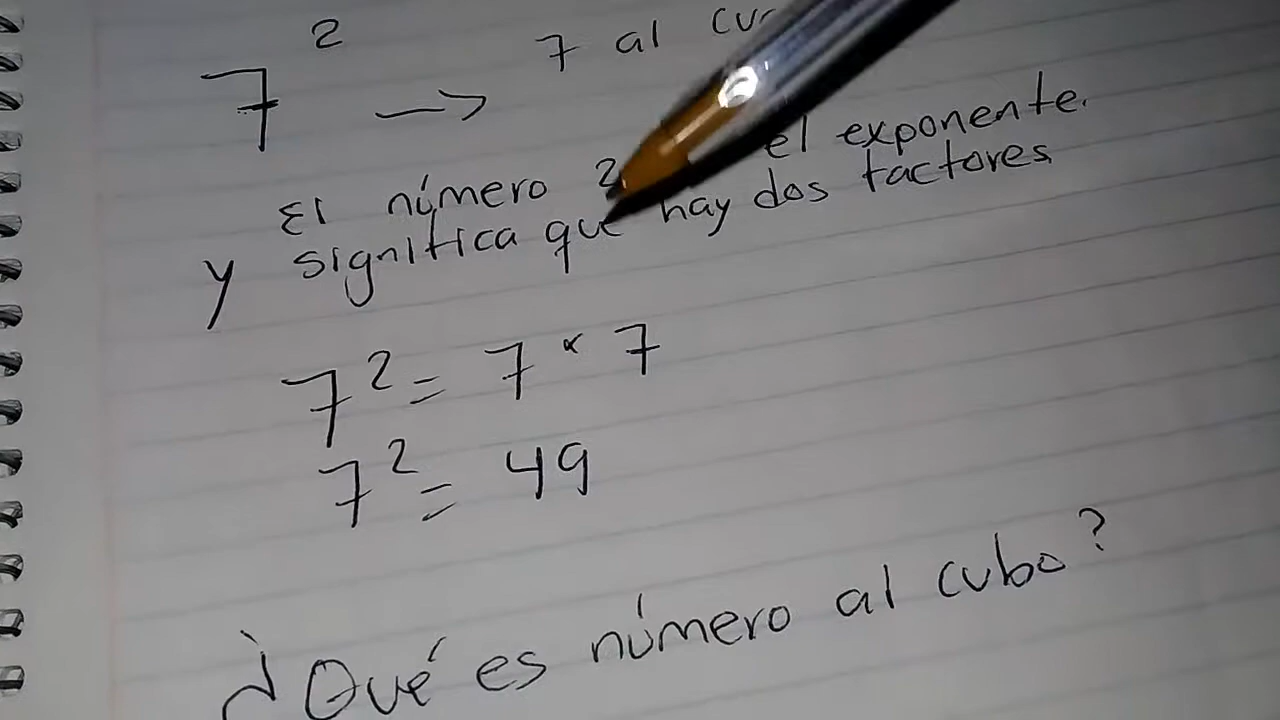 7² → 7 al
El número 2 el exponente.
y significa que hay dos factores
7² = 7 × 7
7² = 49
¿Qué es número al cubo?